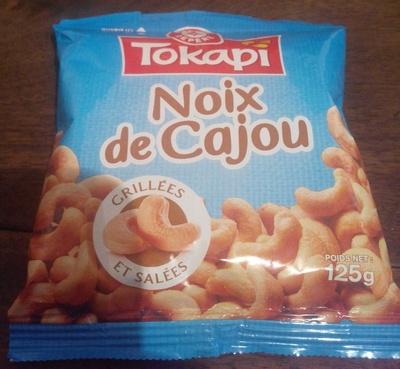 Tokapi
Noix
de Cajou
GRILLÉES
ET SALÉES
POIDS NET :
125g